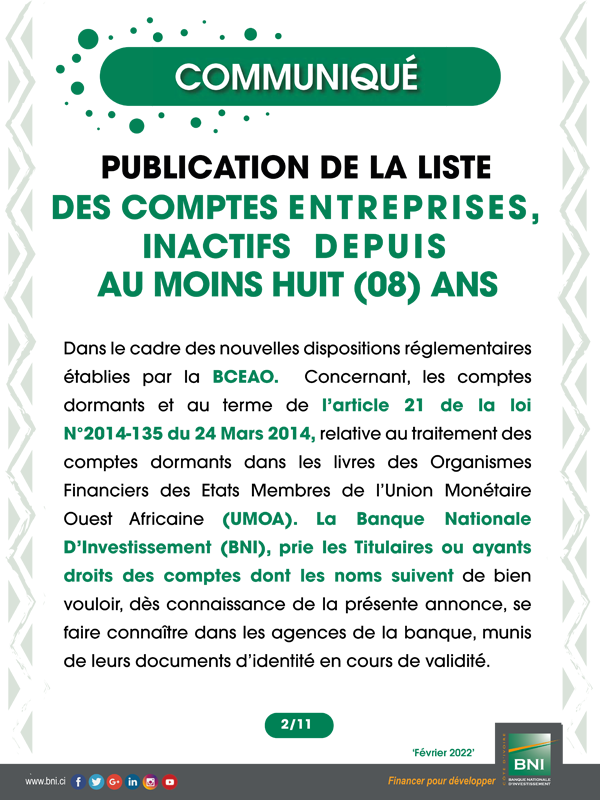 COMMUNIQUÉ
PUBLICATION DE LA LISTE
DES COMPTES ENTREPRISES,
INACTIFS DEPUIS
AU MOINS HUIT (08) ANS
Dans le cadre des nouvelles dispositions réglementaires
établies par la BCEAO. Concernant, les comptes
dormants et au terme de l'article 21 de la loi
N°2014-135 du 24 Mars 2014, relative au traitement des
comptes dormants dans les livres des Organismes
Financiers des Etats Membres de l'Union Monétaire
Ouest Africaine (UMOA). La Banque Nationale
D'Investissement (BNI), prie les Titulaires ou ayants
droits des comptes dont les noms suivent de bien
vouloir, dès connaissance de la présente annonce, se
faire connaître dans les agences de la banque, munis
de leurs documents d'identité en cours de validité.
2/11
'Février 2022'
www.bni.ci
Financer pour développer
BNI
BANQUE NATIONALE
D'INVESTISSEMENT